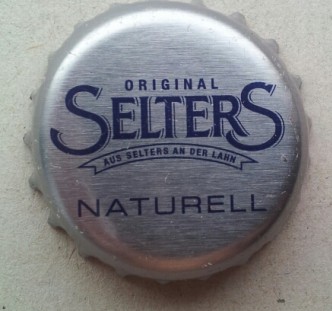 ORIGINAL
SELTERS
AUS SELTERS AN DER LAHN
NATURELL